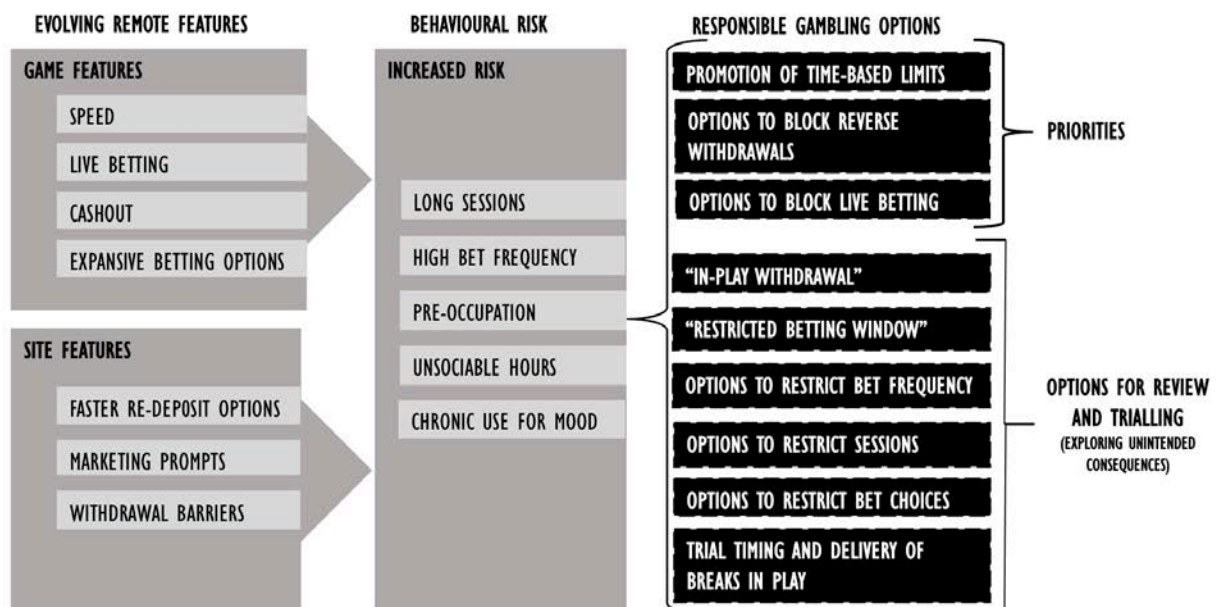 EVOLVING REMOTE FEATURES
GAME FEATURES
SPEED
LIVE BETTING
CASHOUT
EXPANSIVE BETTING OPTIONS
SITE FEATURES
FASTER RE-DEPOSIT OPTIONS
MARKETING PROMPTS
WITHDRAWAL BARRIERS
BEHAVIOURAL RISK
INCREASED RISK
LONG SESSIONS
HIGH BET FREQUENCY
PRE-OCCUPATION
UNSOCIABLE HOURS
CHRONIC USE FOR MOOD
RESPONSIBLE GAMBLING OPTIONS
PROMOTION OF TIME-BASED LIMITS
OPTIONS TO BLOCK REVERSE
WITHDRAWALS
OPTIONS TO BLOCK LIVE BETTING
PRIORITIES
“IN-PLAY WITHDRAWAL”
“RESTRICTED BETTING WINDOW”
OPTIONS TO RESTRICT BET FREQUENCY
OPTIONS TO RESTRICT SESSIONS
OPTIONS TO RESTRICT BET CHOICES
TRIAL TIMING AND DELIVERY OF
BREAKS IN PLAY
OPTIONS FOR REVIEW
AND TRIALLING
(EXPLORING UNINTENDED
CONSEQUENCES)